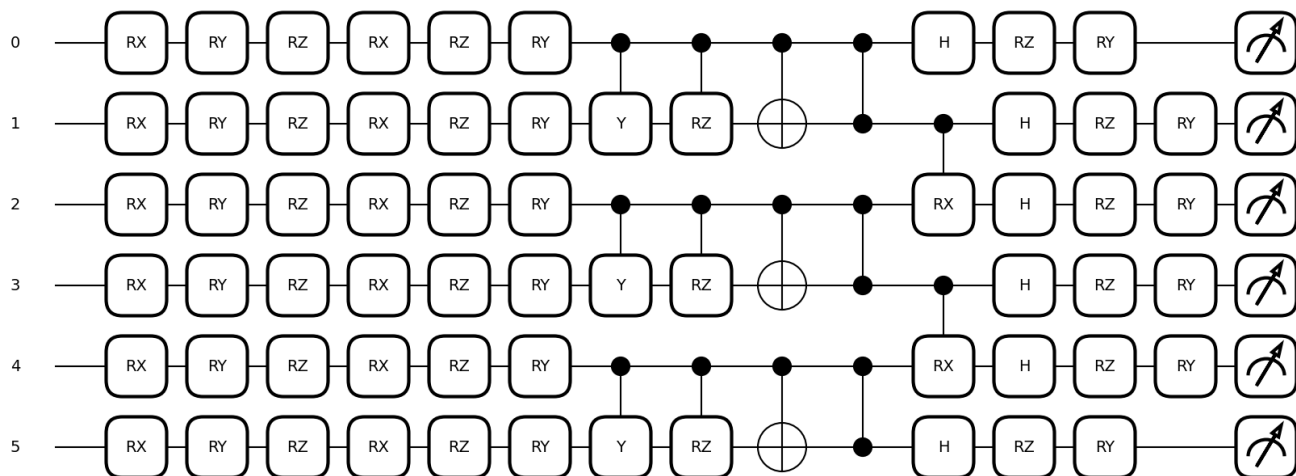 0 RX RY RZ RX RZ RY H RZ RY
1 RX RY RZ RX RZ RY Y RZ H RZ RY
2 RX RY RZ RX RZ RY RX H RZ RY
3 RX RY RZ RX RZ RY Y RZ H RZ RY
4 RX RY RZ RX RZ RY RX H RZ RY
5 RX RY RZ RX RZ RY Y RZ H RZ RY